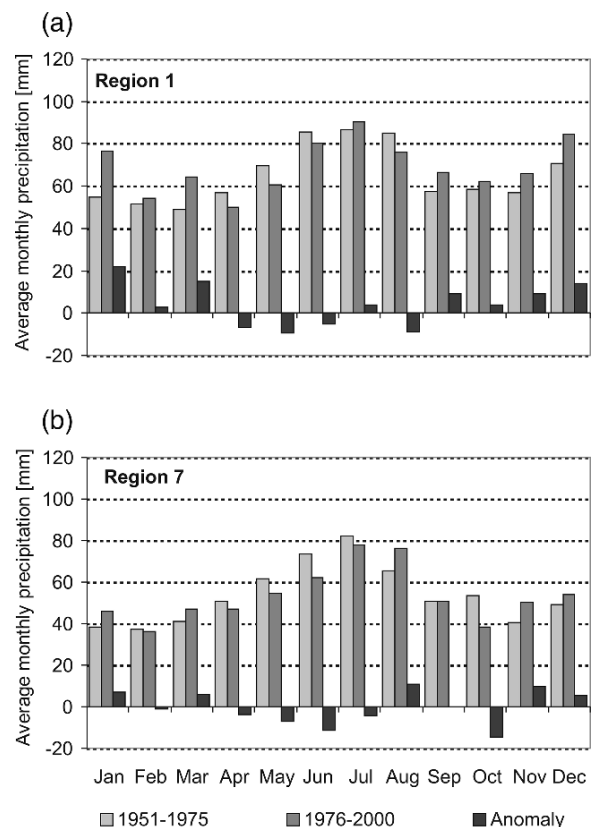 (a)
Average monthly precipitation [mm]
Region 1
120
100
80
60
40
20
0
-20
(b)
Average monthly precipitation [mm]
Region 7
120
100
80
60
40
20
0
-20
Jan Feb Mar Apr May Jun Jul Aug Sep Oct Nov Dec
1951-1975 1976-2000 Anomaly